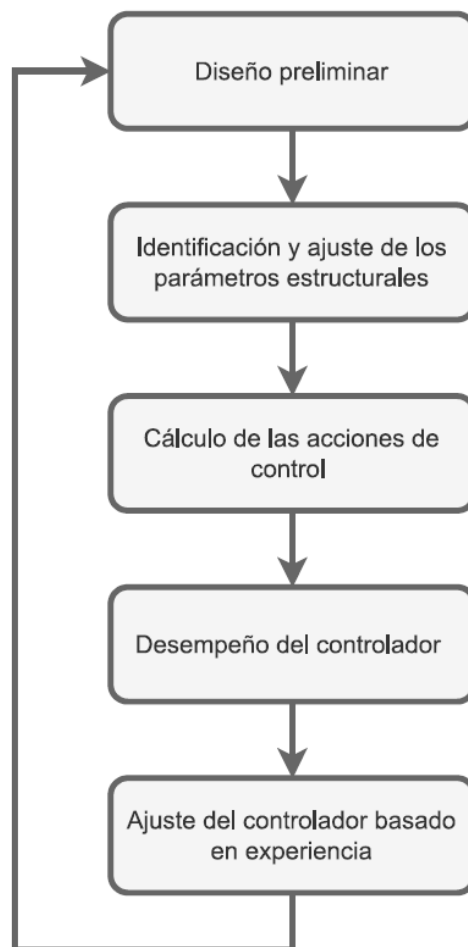 Diseño preliminar
Identificación y ajuste de los
parámetros estructurales
Cálculo de las acciones de
control
Desempeño del controlador
Ajuste del controlador basado
en experiencia